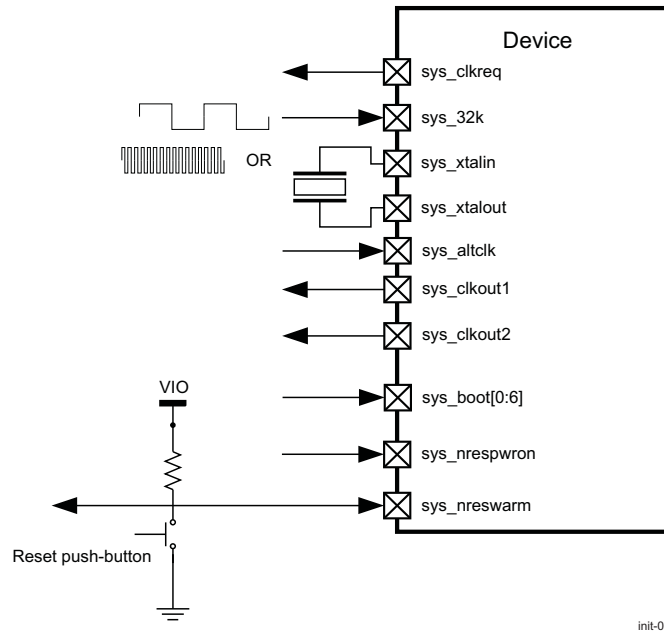 Device
sys_clkreq
sys_32k
OR
sys_xtalin
sys_xtalout
sys_altclk
sys_clkout1
sys_clkout2
VIO
sys_boot[0:6]
sys_nrespwron
sys_nreswarm
Reset push-button
init-0